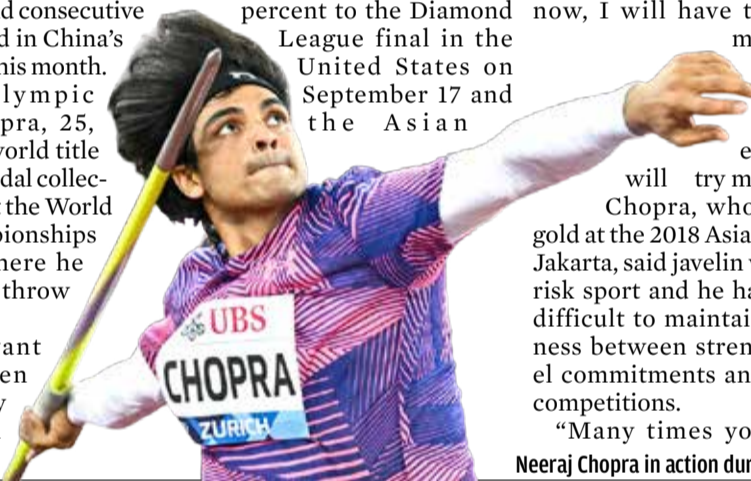 d consecutive
d in China's
his month.
lympic
pra, 25,
world title
dal collec-
t the World
pionships
here he
throw
ant
en
percent to the Diamond
League final in the
United States on
September 17 and
the Asian
UBS
CHOPRA
ZURICH
now, I will have t
m
e
will try m
Chopra, who
gold at the 2018 Asia
Jakarta, said javelin
risk sport and he ha
difficult to maintai
ness between stren
el commitments an
competitions.
“Many times yo
Neeraj Chopra in action dur